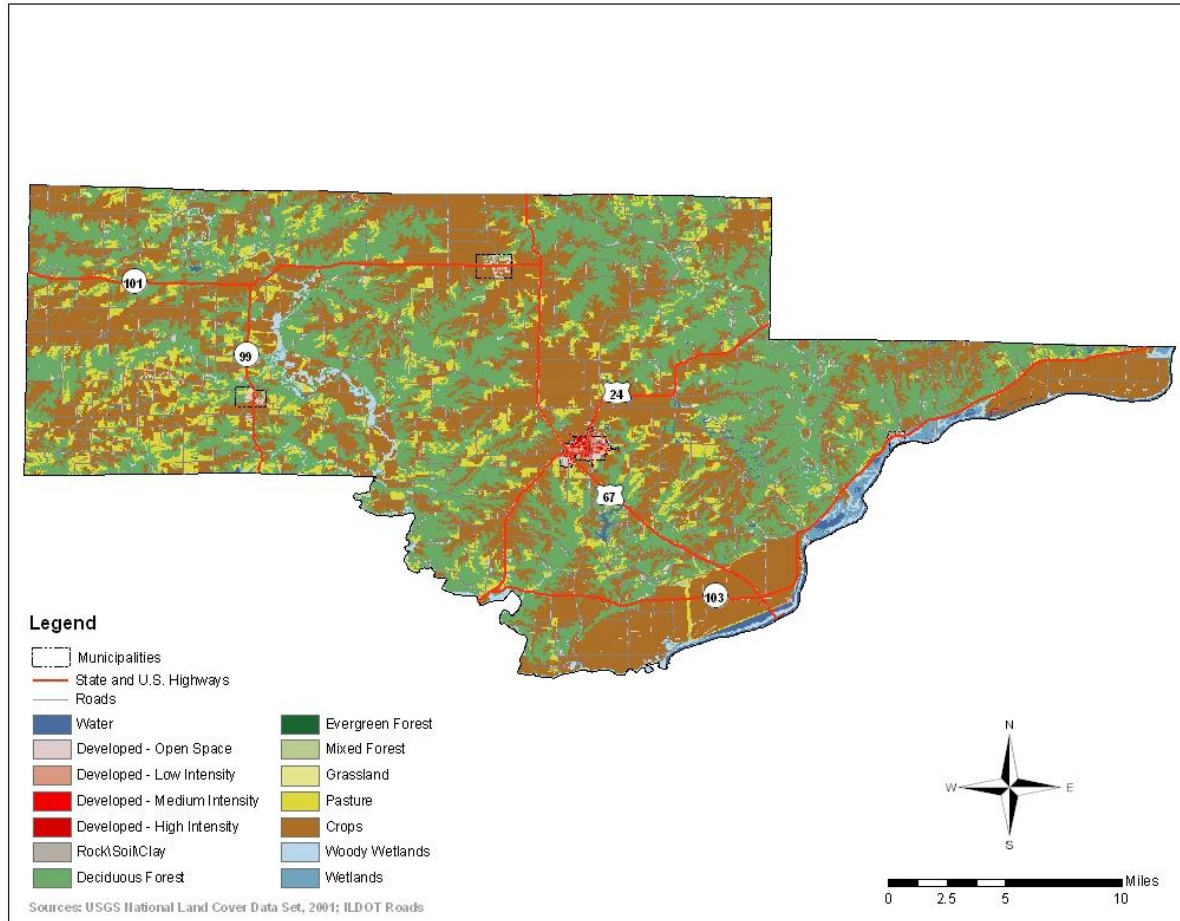 101
99
24
67
103
Legend
Municipalities
State and U.S. Highways
Roads
Water
Developed - Open Space
Developed - Low Intensity
Developed - Medium Intensity
Developed - High Intensity
Rock\Soil\Clay
Deciduous Forest
Evergreen Forest
Mixed Forest
Grassland
Pasture
Crops
Woody Wetlands
Wetlands
N
W
E
S
Miles
0 2.5 5 10
Sources: USGS National Land Cover Data Set, 2001; ILDOT Roads